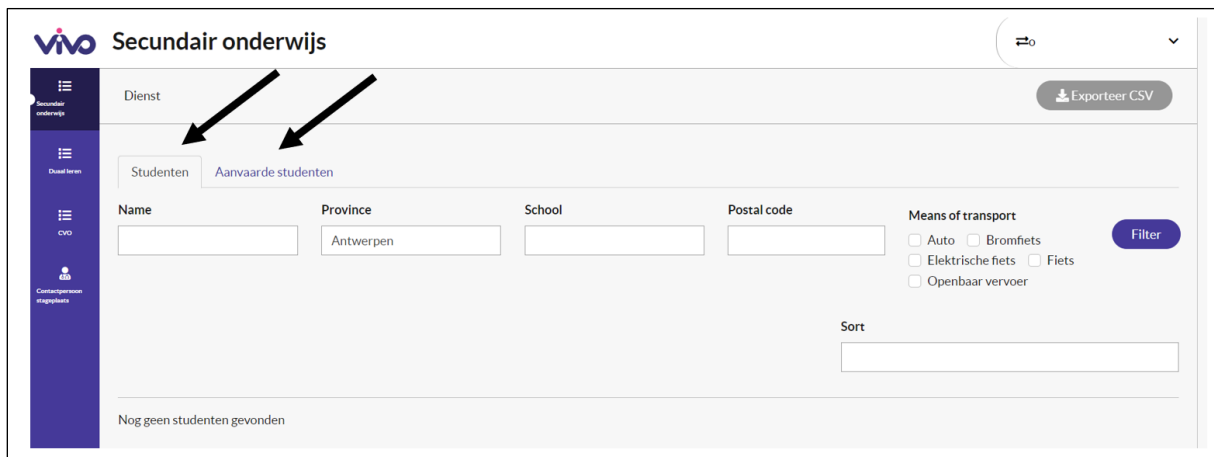 vivo Secundair onderwijs
0
Secundair
onderwijs
Dienst
Exporteer CSV
Duaal leren
Studenten Aanvaarde studenten
CVO
Name Province School Postal code Means of transport
Antwerpen
Auto Bromfiets
Filter
Elektrische fiets Fiets
Openbaar vervoer
Contactpersoon
stageplaats
Sort
Nog geen studenten gevonden